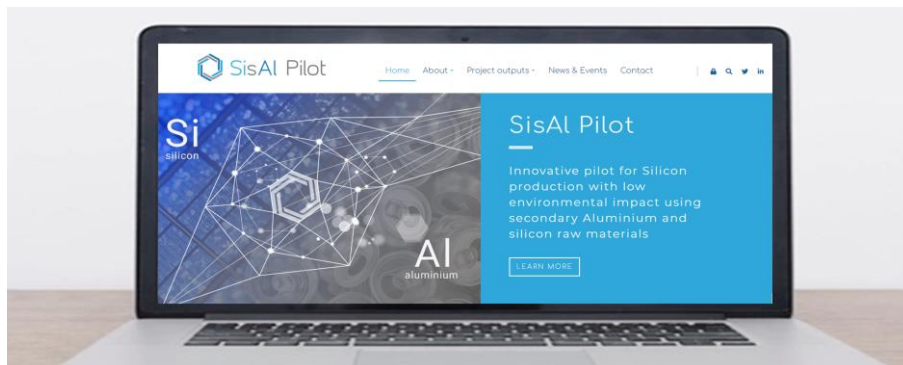 SisAl Pilot
Home About Project outputs News & Events Contact
in
Si
silicon
Al
aluminium
SisAl Pilot
Innovative pilot for Silicon
production with low
environmental impact using
secondary Aluminium and
silicon raw materials
LEARN MORE